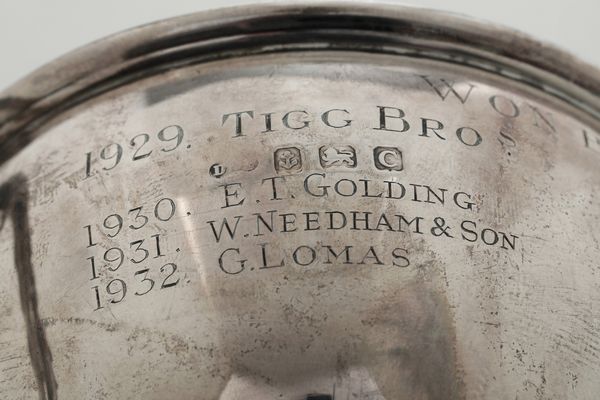 WON
1929. TIGG BROS.
C
1930. E.T. GOLDING
1931. W. NEEDHAM & SON
1932. G. LOMAS